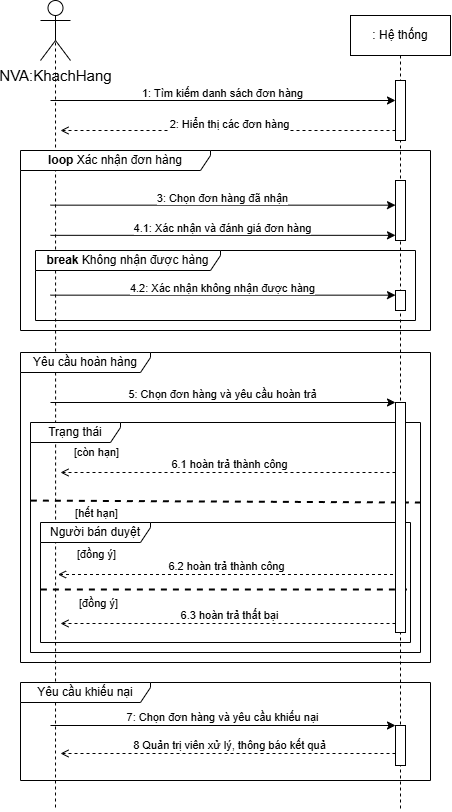 : Hệ thống
NVA:KhachHang
1: Tìm kiếm danh sách đơn hàng
2: Hiển thị các đơn hàng
loop Xác nhận đơn hàng
3: Chọn đơn hàng đã nhận
4.1: Xác nhận và đánh giá đơn hàng
break Không nhận được hàng
4.2: Xác nhận không nhận được hàng
Yêu cầu hoàn hàng
5: Chọn đơn hàng và yêu cầu hoàn trả
Trạng thái
[còn hạn]
6.1 hoàn trả thành công
[hết hạn]
Người bán duyệt
[đồng ý]
6.2 hoàn trả thành công
[đồng ý]
6.3 hoàn trả thất bại
Yêu cầu khiếu nại
7: Chọn đơn hàng và yêu cầu khiếu nại
8 Quản trị viên xử lý, thông báo kết quả